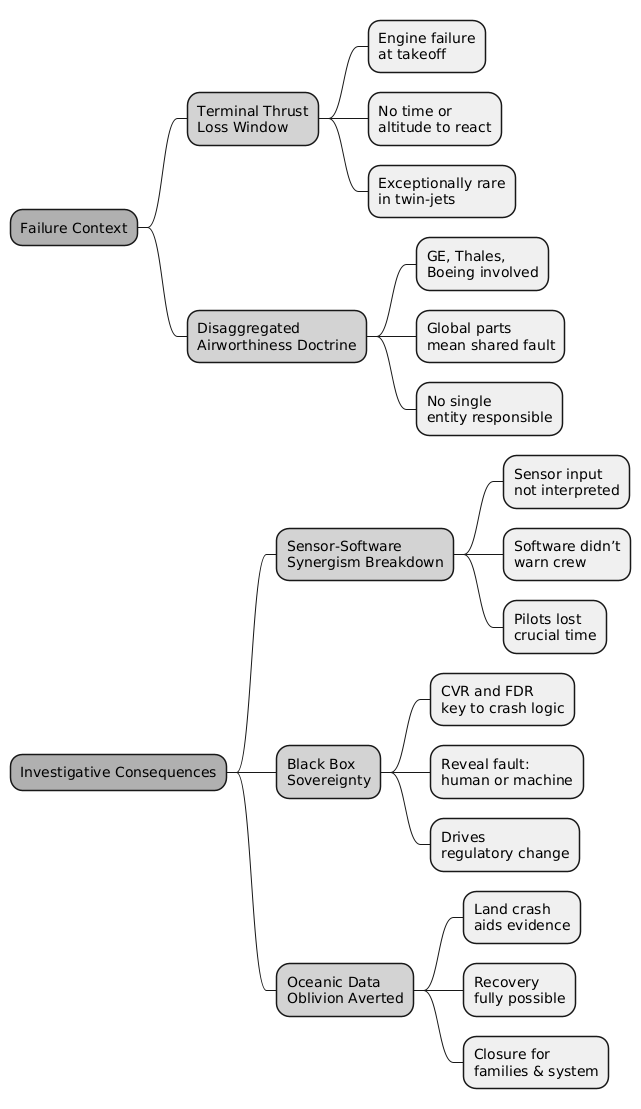 Failure Context
Terminal Thrust
Loss Window
Engine failure
at takeoff
No time or
altitude to react
Exceptionally rare
in twin-jets
Disaggregated
Airworthiness Doctrine
GE, Thales,
Boeing involved
Global parts
mean shared fault
No single
entity responsible
Investigative Consequences
Sensor-Software
Synergism Breakdown
Sensor input
not interpreted
Software didn’t
warn crew
Pilots lost
crucial time
Black Box
Sovereignty
CVR and FDR
key to crash logic
Reveal fault:
human or machine
Drives
regulatory change
Oceanic Data
Oblivion Averted
Land crash
aids evidence
Recovery
fully possible
Closure for
families & system